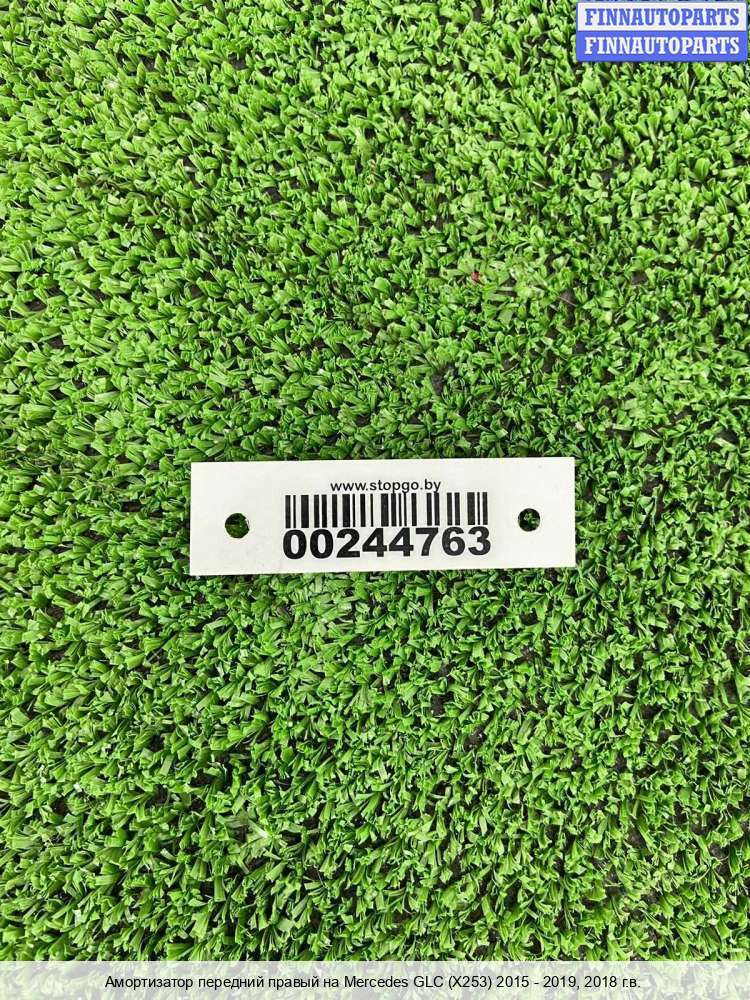 FINNAUTOPARTS
FINNAUTOPARTS
www.stopgo.by
00244763
Амортизатор передний правый на Mercedes GLC (X253) 2015 - 2019, 2018 г.в.